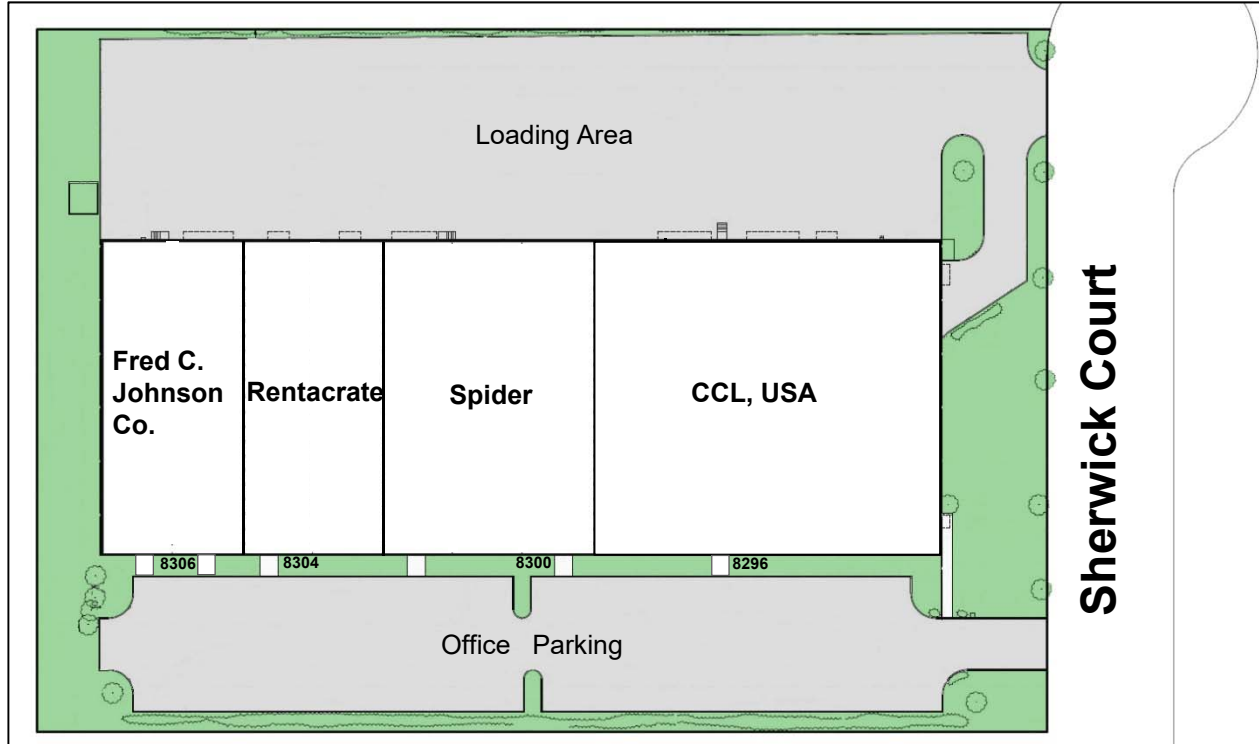 Loading Area
Fred C.
Johnson
Co.
Rentacrate
Spider
CCL, USA
8306
8304
8300
8296
Office Parking
Sherwick Court